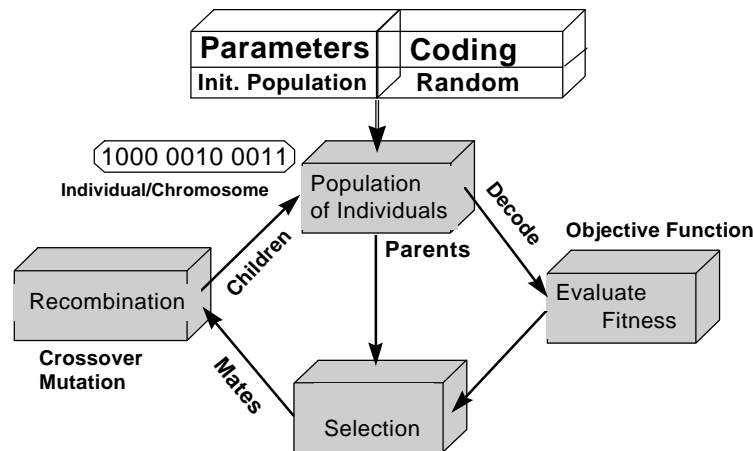 Parameters Coding
Init. Population Random
1000 0010 0011
Individual/Chromosome
Population
of Individuals
Decode
Objective Function
Children
Parents
Recombination
Evaluate
Fitness
Crossover
Mutation
Mates
Selection